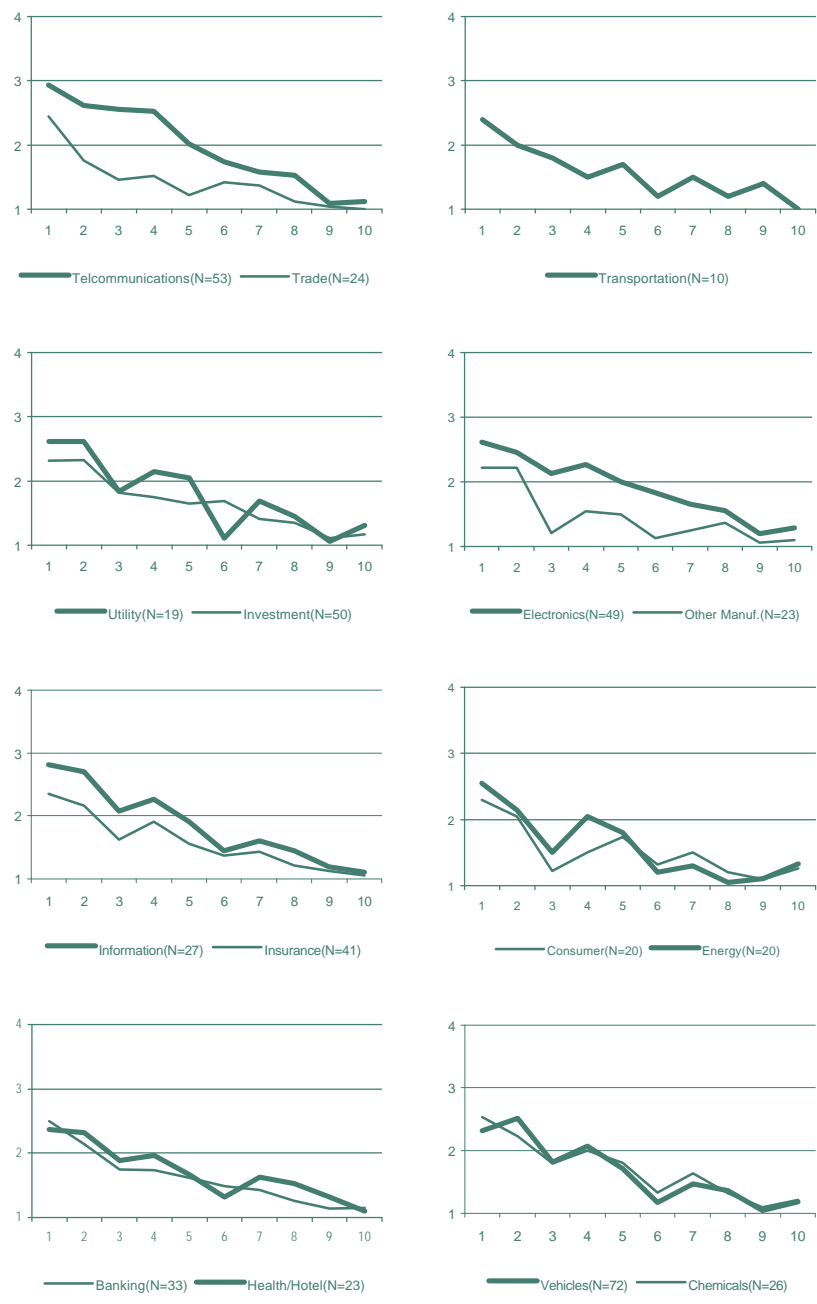 4
3
2
1
1 2 3 4 5 6 7 8 9 10
Telcommunications(N=53) Trade(N=24)
4
3
2
1
1 2 3 4 5 6 7 8 9 10
Transportation(N=10)
4
3
2
1
1 2 3 4 5 6 7 8 9 10
Utility(N=19) Investment(N=50)
4
3
2
1
1 2 3 4 5 6 7 8 9 10
Electronics(N=49) Other Manuf.(N=23)
4
3
2
1
1 2 3 4 5 6 7 8 9 10
Information(N=27) Insurance(N=41)
4
3
2
1
1 2 3 4 5 6 7 8 9 10
Consumer(N=20) Energy(N=20)
4
3
2
1
1 2 3 4 5 6 7 8 9 10
Banking(N=33) Health/Hotel(N=23)
4
3
2
1
1 2 3 4 5 6 7 8 9 10
Vehicles(N=72) Chemicals(N=26)